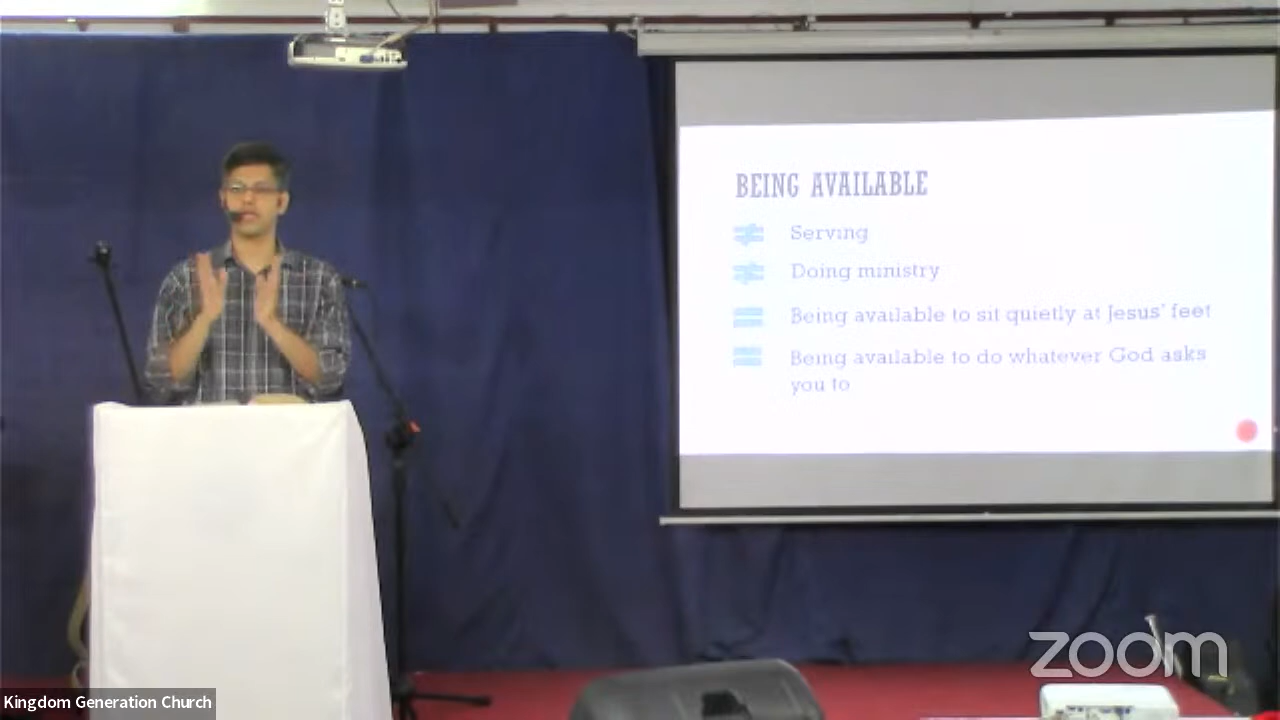 BEING AVAILABLE
≠ Serving
≠ Doing ministry
= Being available to sit quietly at Jesus' feet
= Being available to do whatever God asks
you to
zoom
Kingdom Generation Church